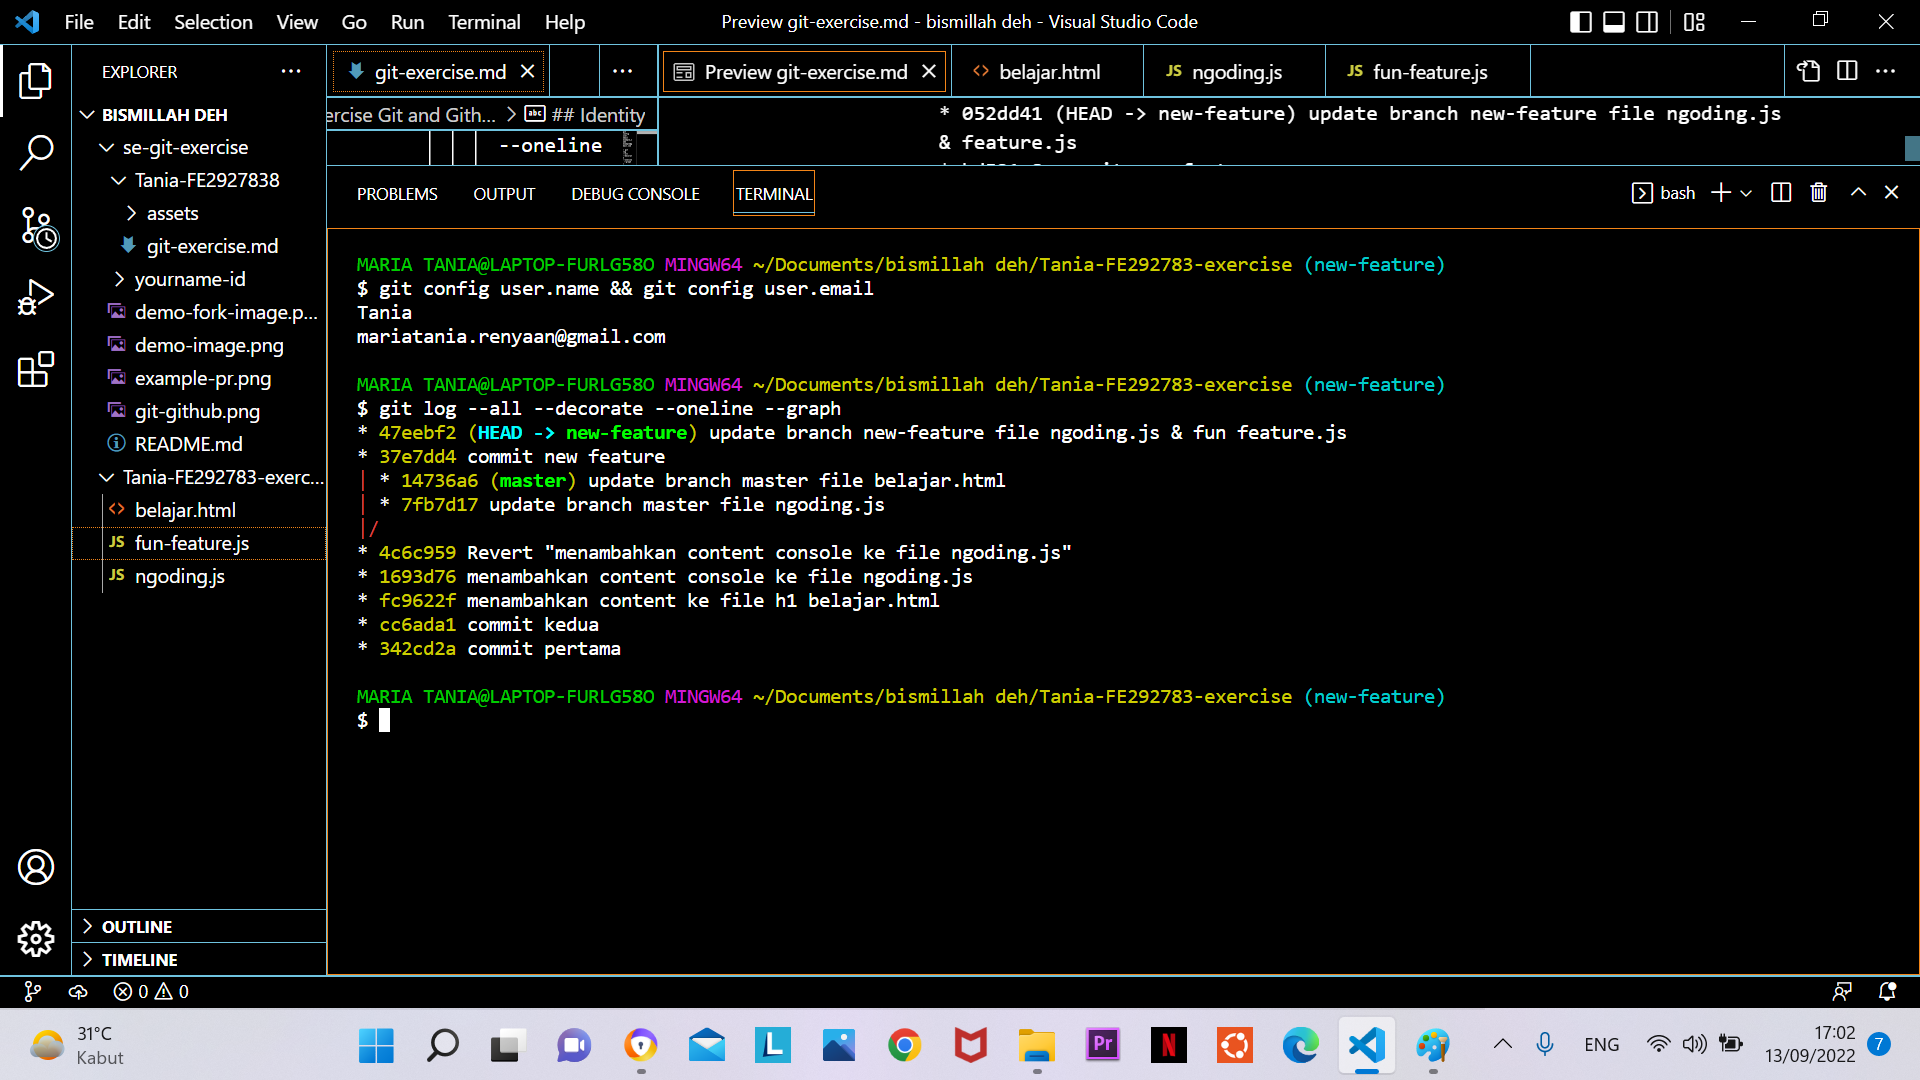 File Edit Selection View Go Run Terminal Help
Preview git-exercise.md - bismillah deh - Visual Studio Code
EXPLORER ...
BISMILLAH DEH
se-git-exercise
Tania-FE2927838
assets
git-exercise.md
yourname-id
demo-fork-image.p...
demo-image.png
example-pr.png
git-github.png
README.md
Tania-FE292783-exerc...
belajar.html
JS fun-feature.js
JS ngoding.js
OUTLINE
TIMELINE
git-exercise.md ...
Preview git-exercise.md
belajar.html
JS ngoding.js
JS fun-feature.js
...
ercise Git and Gith... > abc ## Identity
--oneline
* 052dd41 (HEAD -> new-feature) update branch new-feature file ngoding.js
& feature.js
PROBLEMS OUTPUT DEBUG CONSOLE TERMINAL
bash
MARIA TANIA@LAPTOP-FURLG58O MINGW64 ~/Documents/bismillah deh/Tania-FE292783-exercise (new-feature)
$ git config user.name && git config user.email
Tania
mariatania.renyaan@gmail.com
MARIA TANIA@LAPTOP-FURLG58O MINGW64 ~/Documents/bismillah deh/Tania-FE292783-exercise (new-feature)
$ git log --all --decorate --oneline --graph
* 47eebf2 (HEAD -> new-feature) update branch new-feature file ngoding.js & fun feature.js
* 37e7dd4 commit new feature
| * 14736a6 (master) update branch master file belajar.html
| * 7fb7d17 update branch master file ngoding.js
|/
* 4c6c959 Revert "menambahkan content console ke file ngoding.js"
* 1693d76 menambahkan content console ke file ngoding.js
* fc9622f menambahkan content ke file h1 belajar.html
* cc6ada1 commit kedua
* 342cd2a commit pertama
MARIA TANIA@LAPTOP-FURLG58O MINGW64 ~/Documents/bismillah deh/Tania-FE292783-exercise (new-feature)
$
0 0
31°C
Kabut
L
Pr
N
ENG
17:02
13/09/2022
7